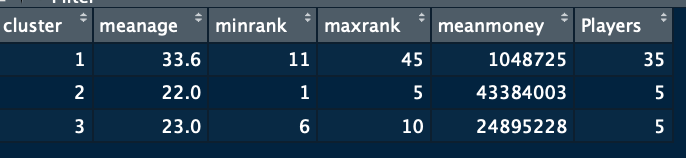 cluster meanage minrank maxrank meanmoney Players
1 33.6 11 45 1048725 35
2 22.0 1 5 43384003 5
3 23.0 6 10 24895228 5